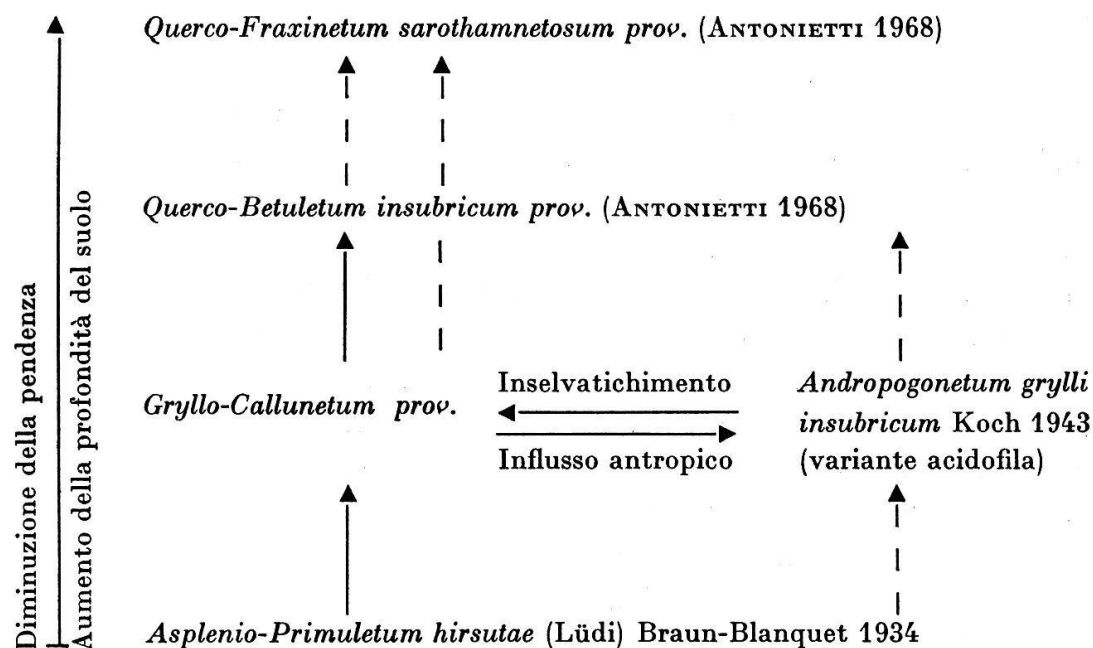 Querco-Fraxinetum sarothamnetosum prov. (ANTONIETTI 1968)
Querco-Betuletum insubricum prov. (ANTONIETTI 1968)
Diminuzione della pendenza
Aumento della profondità del suolo
Gryllo-Callunetum prov.
Inselvatichimento
Influsso antropico
Andropogonetum grylli
insubricum Koch 1943
(variante acidofila)
Asplenio-Primuletum hirsutae (Lüdi) Braun-Blanquet 1934